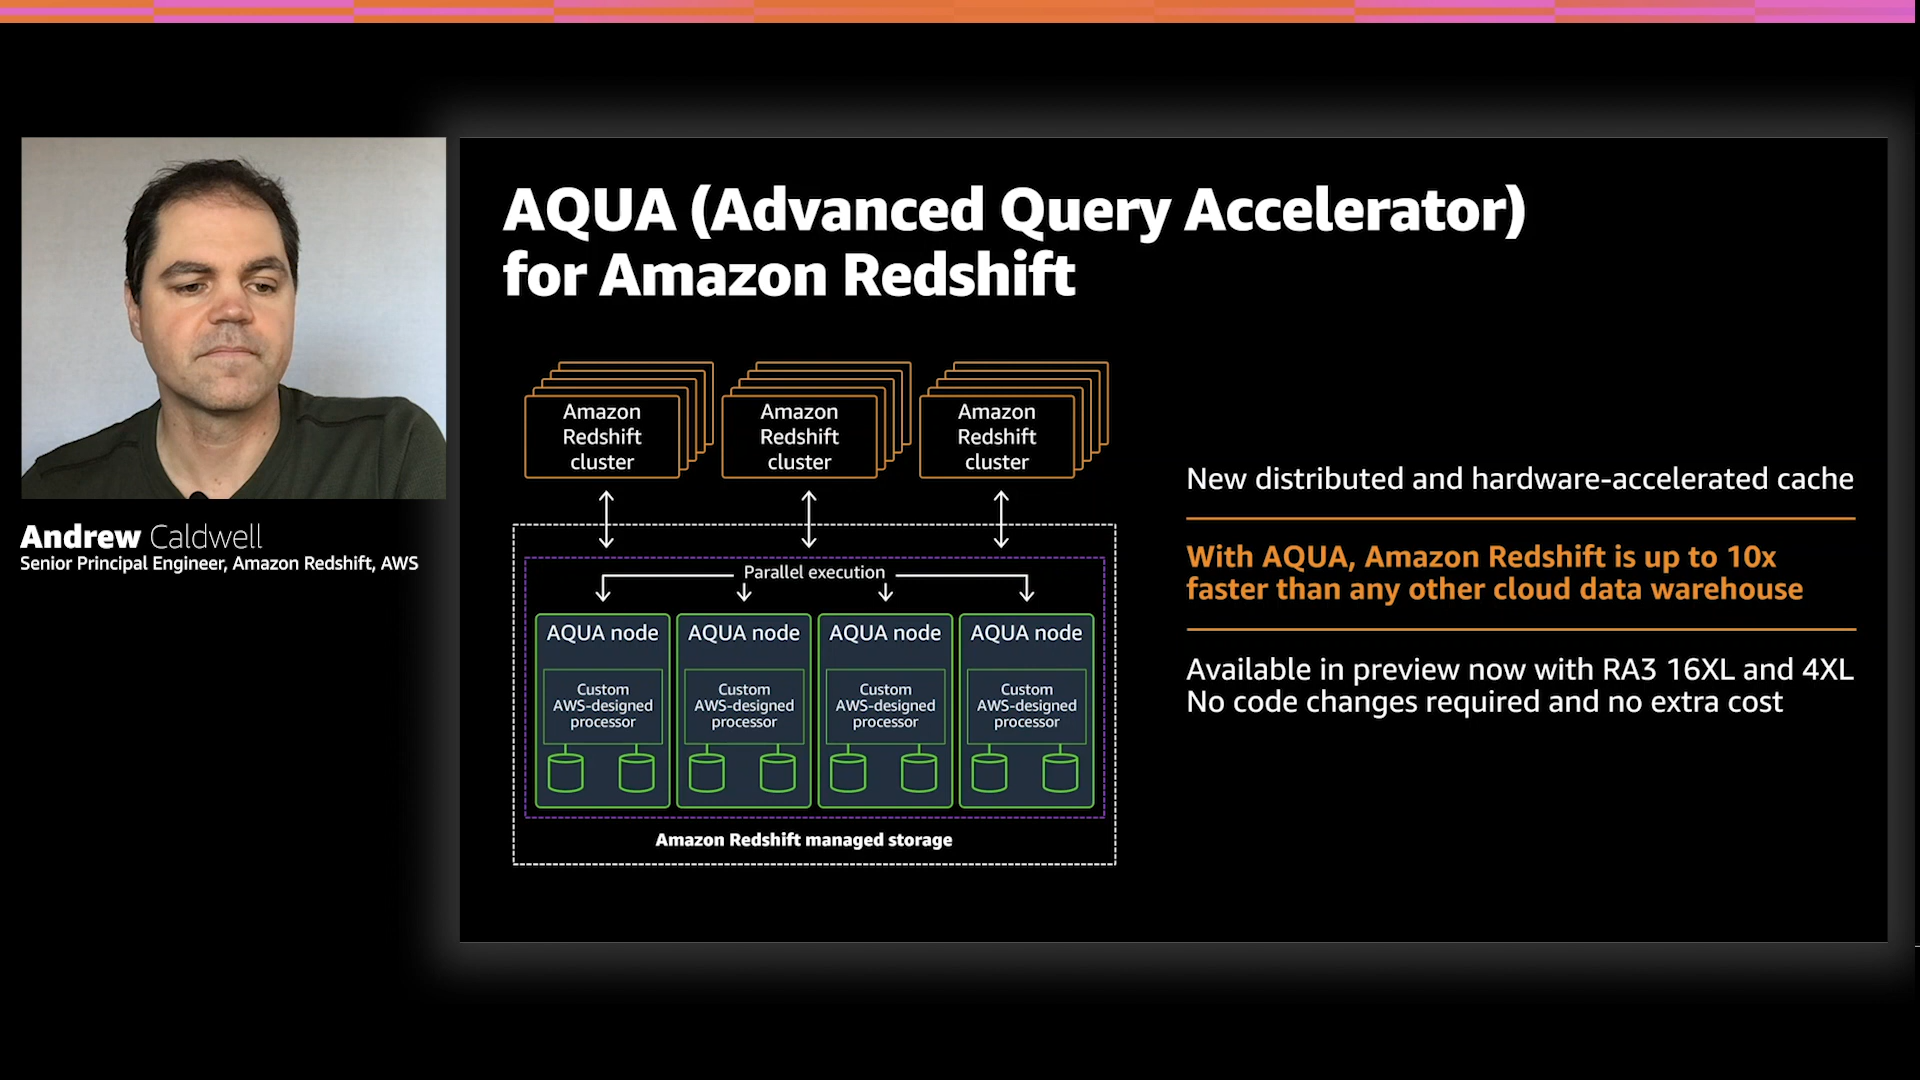 Andrew Caldwell
Senior Principal Engineer, Amazon Redshift, AWS
AQUA (Advanced Query Accelerator)
for Amazon Redshift
Amazon
Redshift
cluster
Amazon
Redshift
cluster
Amazon
Redshift
cluster
Parallel execution
AQUA node
Custom
AWS-designed
processor
AQUA node
Custom
AWS-designed
processor
AQUA node
Custom
AWS-designed
processor
AQUA node
Custom
AWS-designed
processor
Amazon Redshift managed storage
New distributed and hardware-accelerated cache
With AQUA, Amazon Redshift is up to 10x
faster than any other cloud data warehouse
Available in preview now with RA3 16XL and 4XL
No code changes required and no extra cost